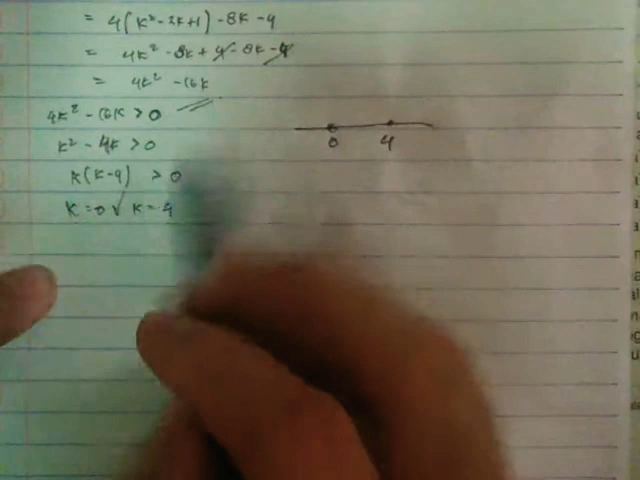 = 4(k² - 2k + 1) - 8k - 4
= 4k² - 8k + 4 - 8k - 4
= 4k² - 16k
4k² - 16k > 0
k² - 4k > 0
k(k - 4) > 0
k = 0 √ k = 4
0 4